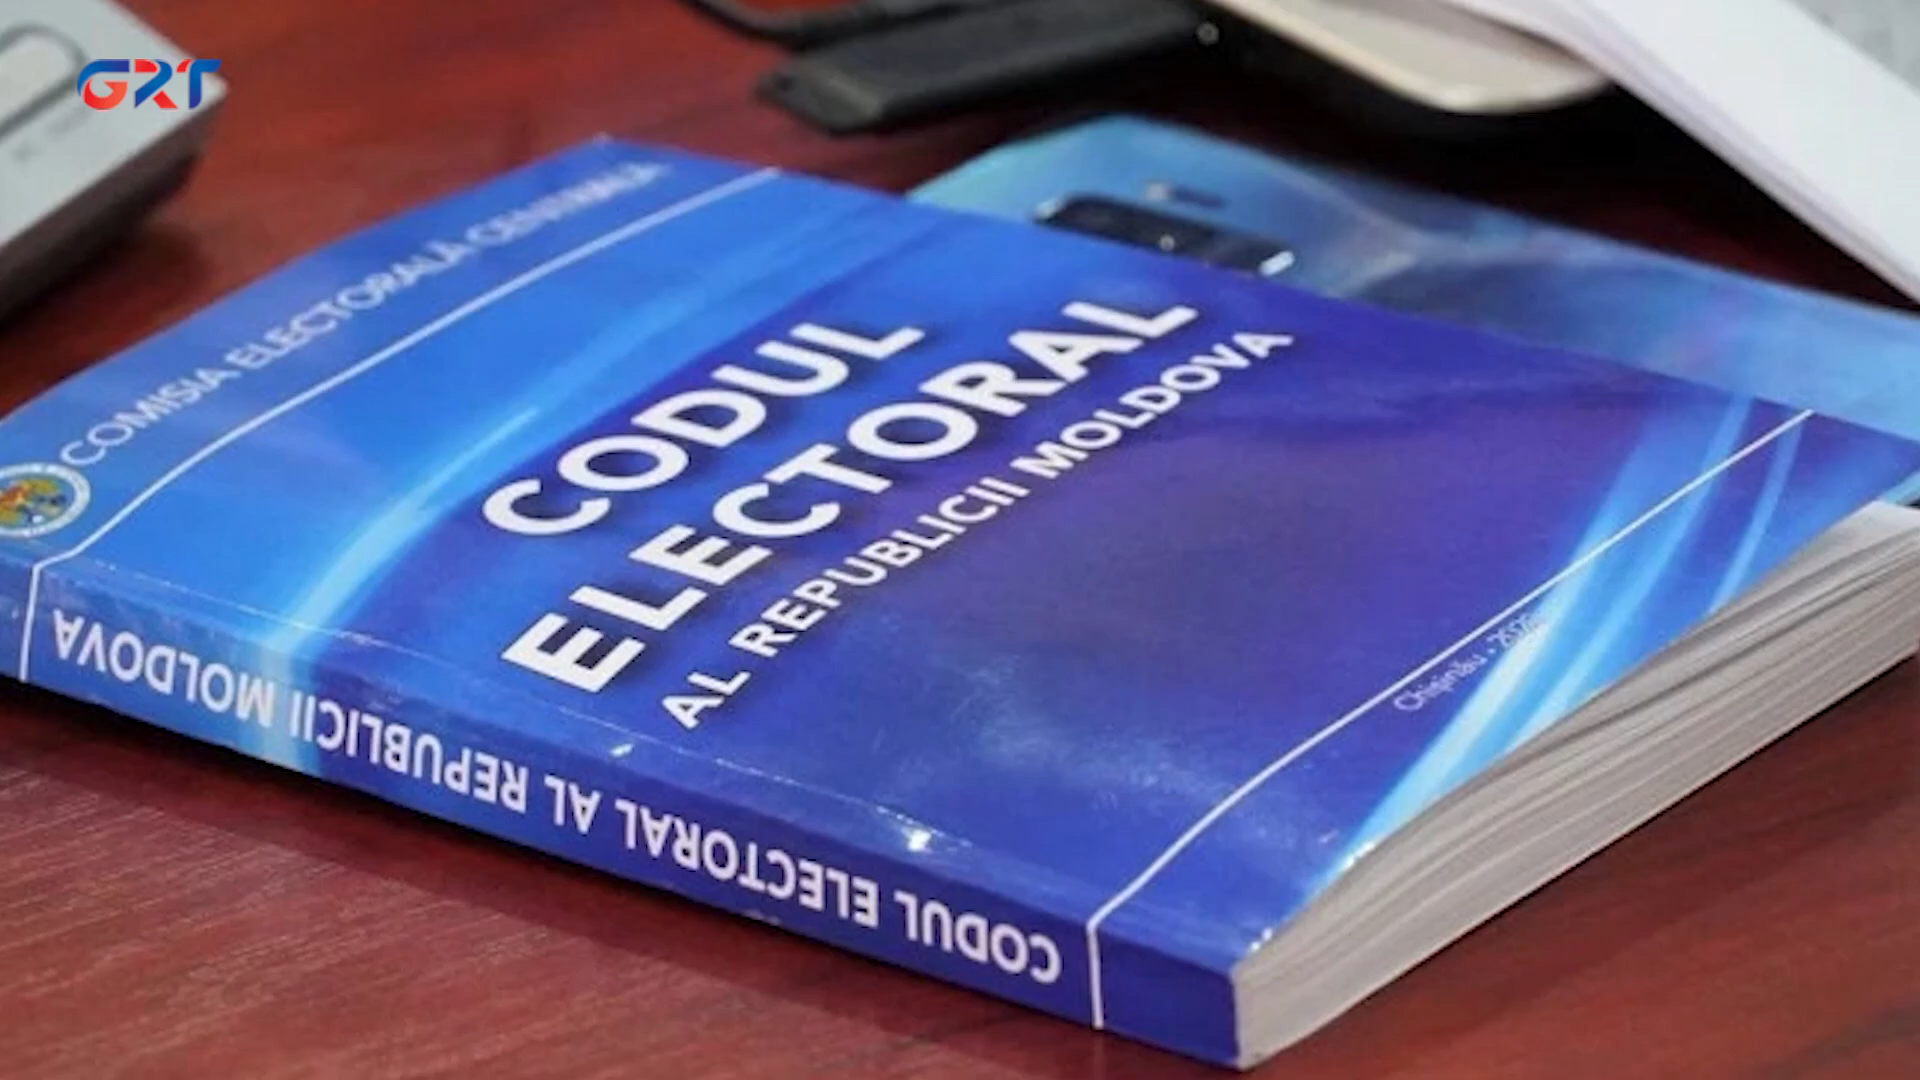 GRT
COMISIA ELECTORALĂ CENTRALĂ
CODUL
ELECTORAL
AL REPUBLICII MOLDOVA
Chișinău •
CODUL ELECTORAL AL REPUBLICII MOLDOVA